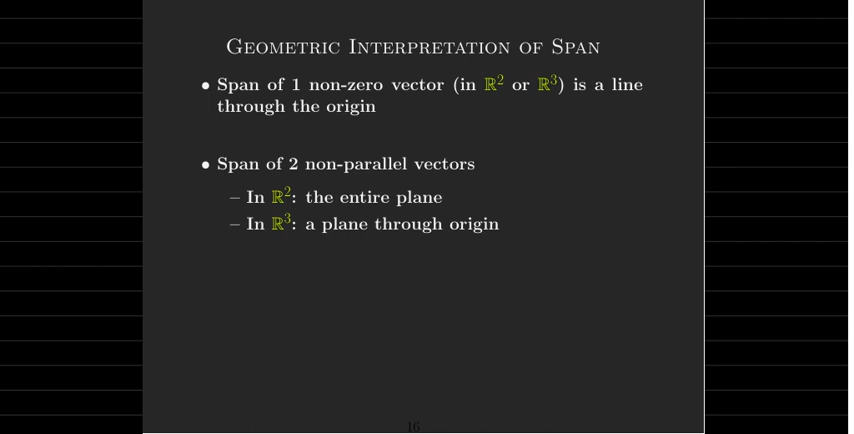 Geometric Interpretation of Span
• Span of 1 non-zero vector (in ℝ² or ℝ³) is a line
through the origin
• Span of 2 non-parallel vectors
– In ℝ²: the entire plane
– In ℝ³: a plane through origin
16